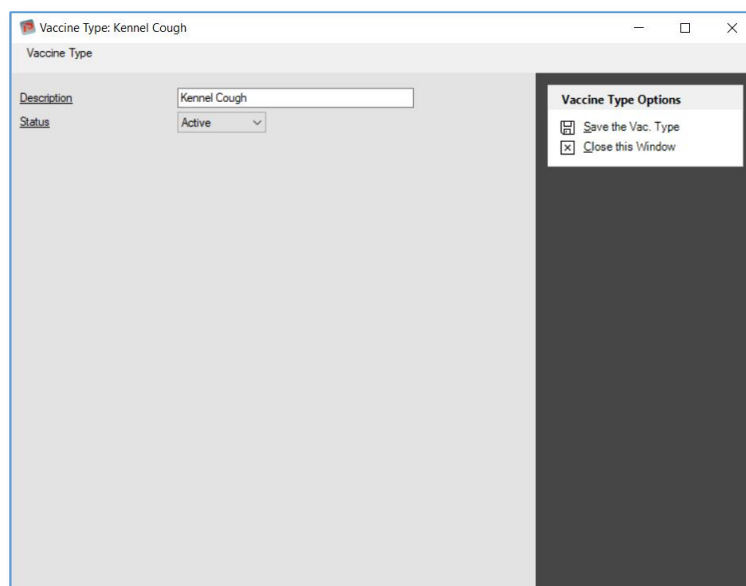 Vaccine Type: Kennel Cough
Vaccine Type
Description Kennel Cough
Status Active
Vaccine Type Options
Save the Vac. Type
Close this Window